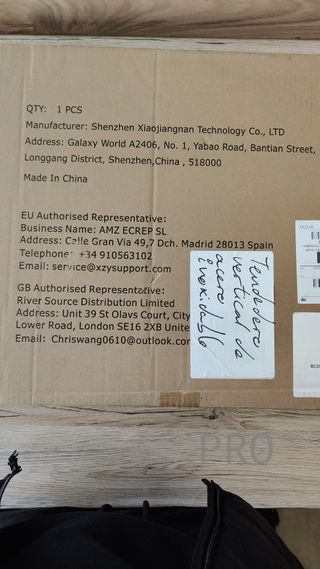 QTY: 1 PCS
Manufacturer: Shenzhen Xiaojiangnan Technology Co., LTD
Address: Galaxy World A2406, No. 1, Yabao Road, Bantian Street,
Longgang District, Shenzhen,China , 518000
Made In China
EU Authorised Representative:
Business Name: AMZ ECREP SL
Address: Calle Gran Via 49,7 Dch. Madrid 28013 Spain
Telephone: +34 910563102
Email: service@xzysupport.com
GB Authorised Representative:
River Source Distribution Limited
Address: Unit 39 St Olavs Court, City
Lower Road, London SE16 2XB Unite
Email: Chriswang0610@outlook.com
Tendedero
vertical de
acero
inoxidable
PRO